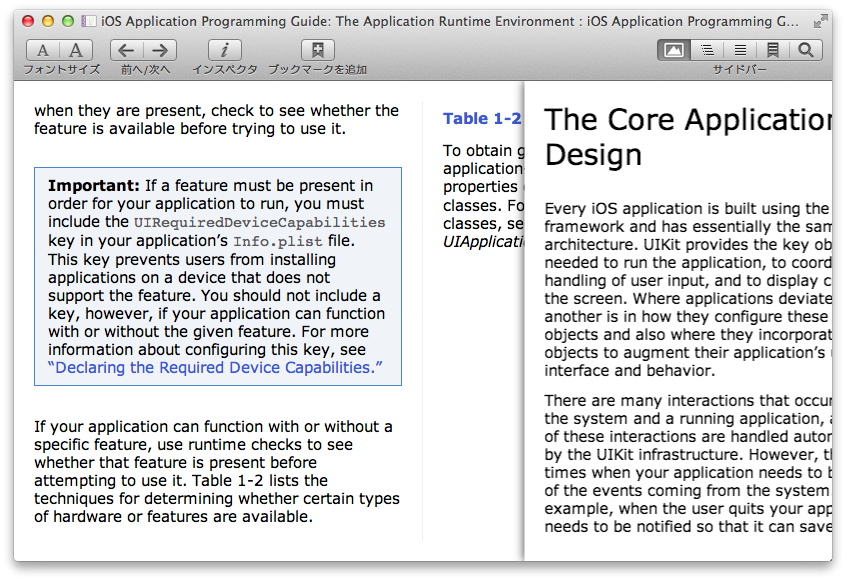 iOS Application Programming Guide: The Application Runtime Environment : iOS Application Programming G...
A A
フォントサイズ 前へ/次へ インスペクタ ブックマークを追加 サイドバー
when they are present, check to see whether the
feature is available before trying to use it.
Important: If a feature must be present in
order for your application to run, you must
include the UIRequiredDeviceCapabilities
key in your application’s Info.plist file.
This key prevents users from installing
applications on a device that does not
support the feature. You should not include a
key, however, if your application can function
with or without the given feature. For more
information about configuring this key, see
“Declaring the Required Device Capabilities.”
If your application can function with or without a
specific feature, use runtime checks to see
whether that feature is present before
attempting to use it. Table 1-2 lists the
techniques for determining whether certain types
of hardware or features are available.
Table 1-2
To obtain
application-
properties
classes. Fo
classes, se
UIApplicati
The Core Application
Design
Every iOS application is built using the
framework and has essentially the sam
architecture. UIKit provides the key ob
needed to run the application, to coord
handling of user input, and to display c
the screen. Where applications deviate
another is in how they configure these
objects and also where they incorporat
objects to augment their application’s
interface and behavior.
There are many interactions that occur
the system and a running application,
of these interactions are handled autom
by the UIKit infrastructure. However, th
times when your application needs to b
of the events coming from the system.
example, when the user quits your app
needs to be notified so that it can save